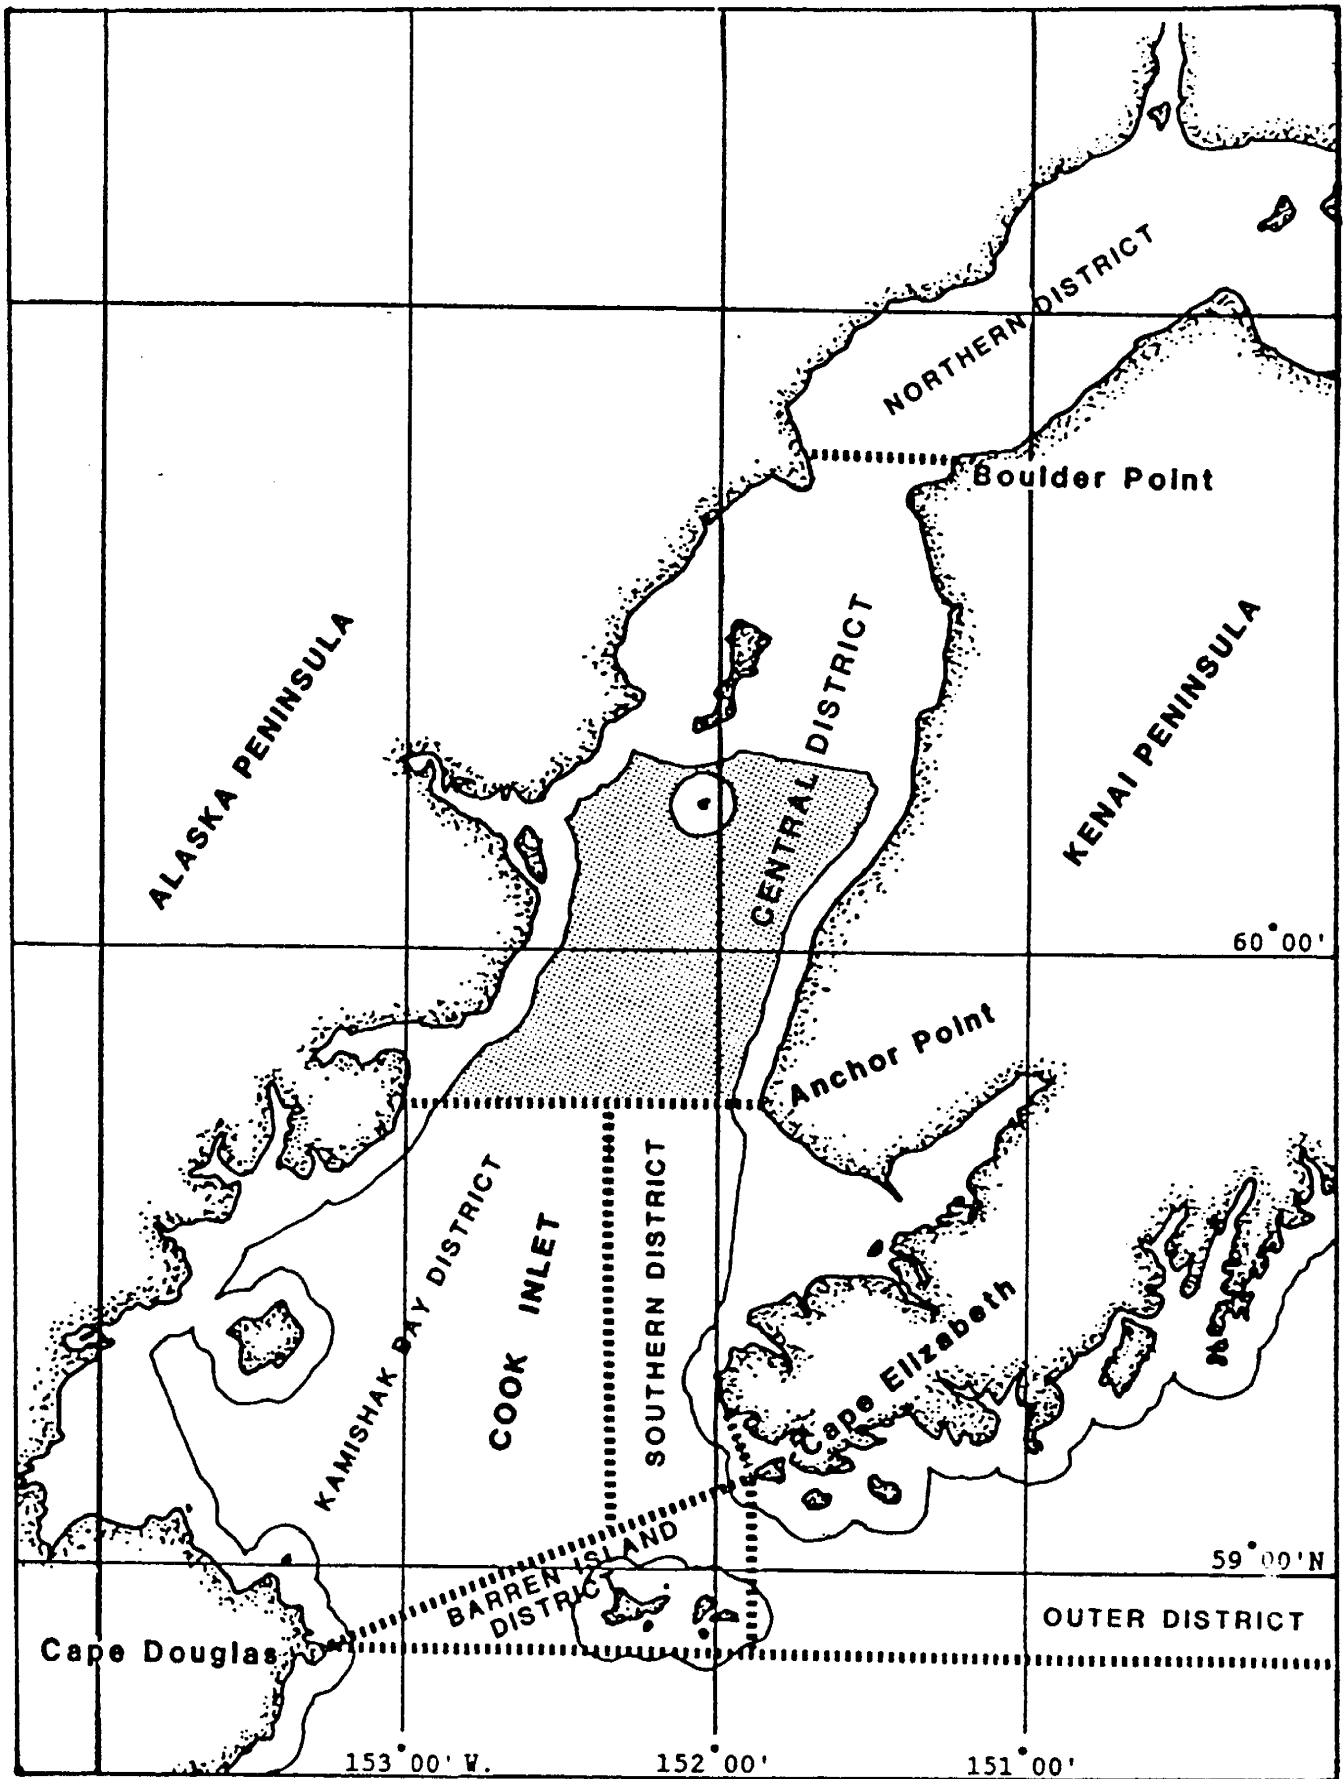 NORTHERN DISTRICT
Boulder Point
ALASKA PENINSULA
CENTRAL DISTRICT
KENAI PENINSULA
60°00'
Anchor Point
KAMISHAK BAY DISTRICT
COOK INLET
SOUTHERN DISTRICT
Cape Elizabeth
59°00'N
BARREN ISLAND
DISTRICT
OUTER DISTRICT
Cape Douglas
153°00' W.
152°00'
151°00'